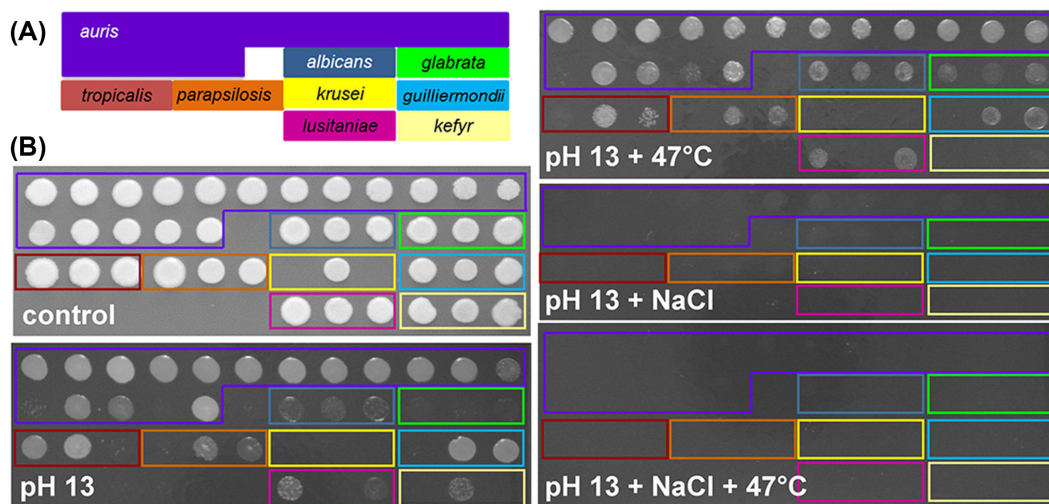 (A)
auris
albicans
glabrata
tropicalis
parapsilosis
krusei
guilliermondii
lusitaniae
kefyr
(B)
control
pH 13
pH 13 + 47°C
pH 13 + NaCl
pH 13 + NaCl + 47°C